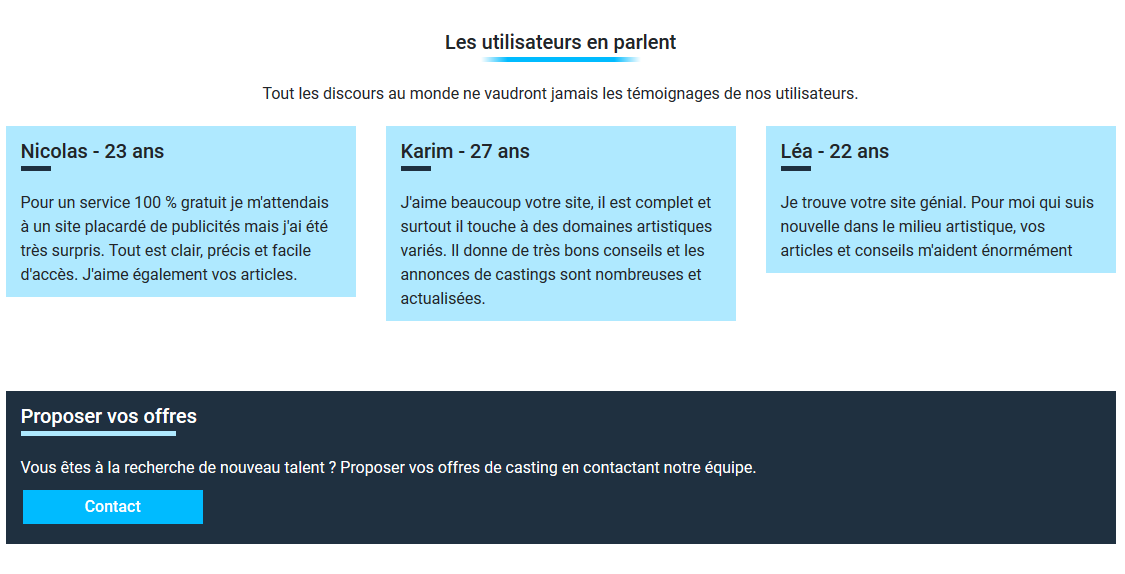 Les utilisateurs en parlent
Tout les discours au monde ne vaudront jamais les témoignages de nos utilisateurs.
Nicolas - 23 ans
Pour un service 100 % gratuit je m'attendais
à un site placardé de publicités mais j'ai été
très surpris. Tout est clair, précis et facile
d'accès. J'aime également vos articles.
Karim - 27 ans
J'aime beaucoup votre site, il est complet et
surtout il touche à des domaines artistiques
variés. Il donne de très bons conseils et les
annonces de castings sont nombreuses et
actualisées.
Léa - 22 ans
Je trouve votre site génial. Pour moi qui suis
nouvelle dans le milieu artistique, vos
articles et conseils m'aident énormément
Proposer vos offres
Vous êtes à la recherche de nouveau talent ? Proposer vos offres de casting en contactant notre équipe.
Contact